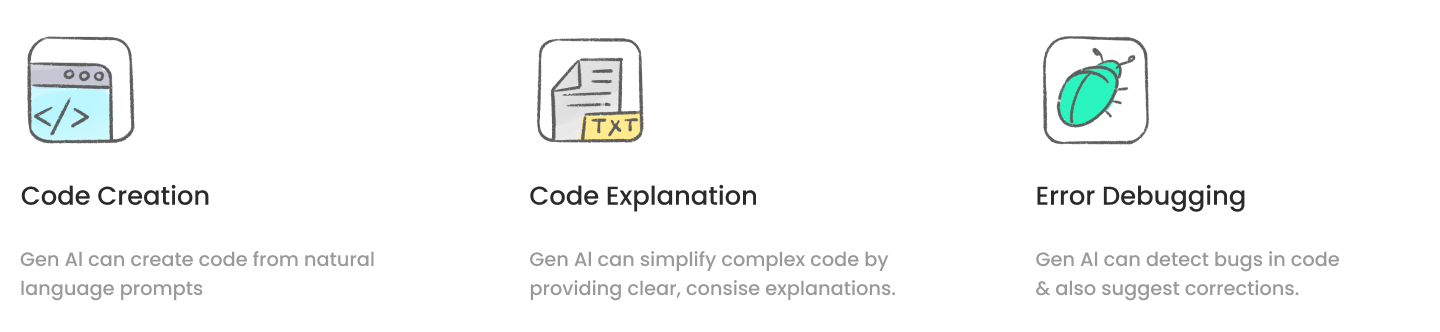 </>
TXT
Code Creation
Code Explanation
Error Debugging
Gen AI can create code from natural
language prompts
Gen AI can simplify complex code by
providing clear, consise explanations.
Gen AI can detect bugs in code
& also suggest corrections.